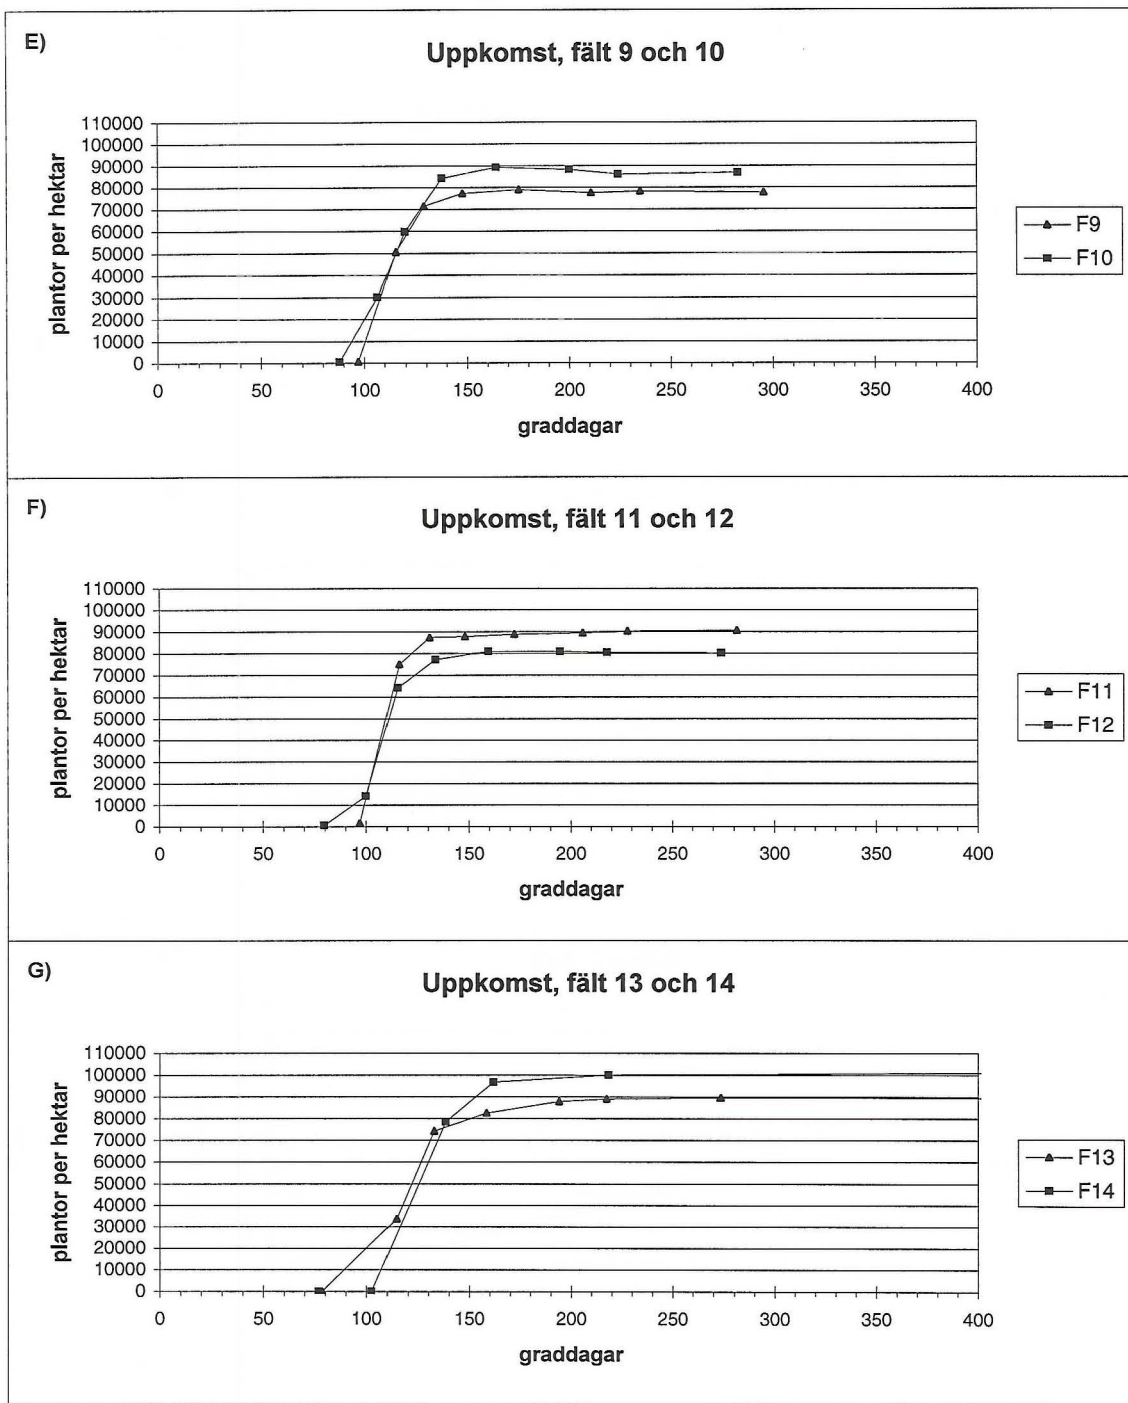 E)
Uppkomst, fält 9 och 10
plantor per hektar
110000
100000
90000
80000
70000
60000
50000
40000
30000
20000
10000
0
0 50 100 150 200 250 300 350 400
graddagar
F9
F10
F)
Uppkomst, fält 11 och 12
plantor per hektar
110000
100000
90000
80000
70000
60000
50000
40000
30000
20000
10000
0
0 50 100 150 200 250 300 350 400
graddagar
F11
F12
G)
Uppkomst, fält 13 och 14
plantor per hektar
110000
100000
90000
80000
70000
60000
50000
40000
30000
20000
10000
0
0 50 100 150 200 250 300 350 400
graddagar
F13
F14